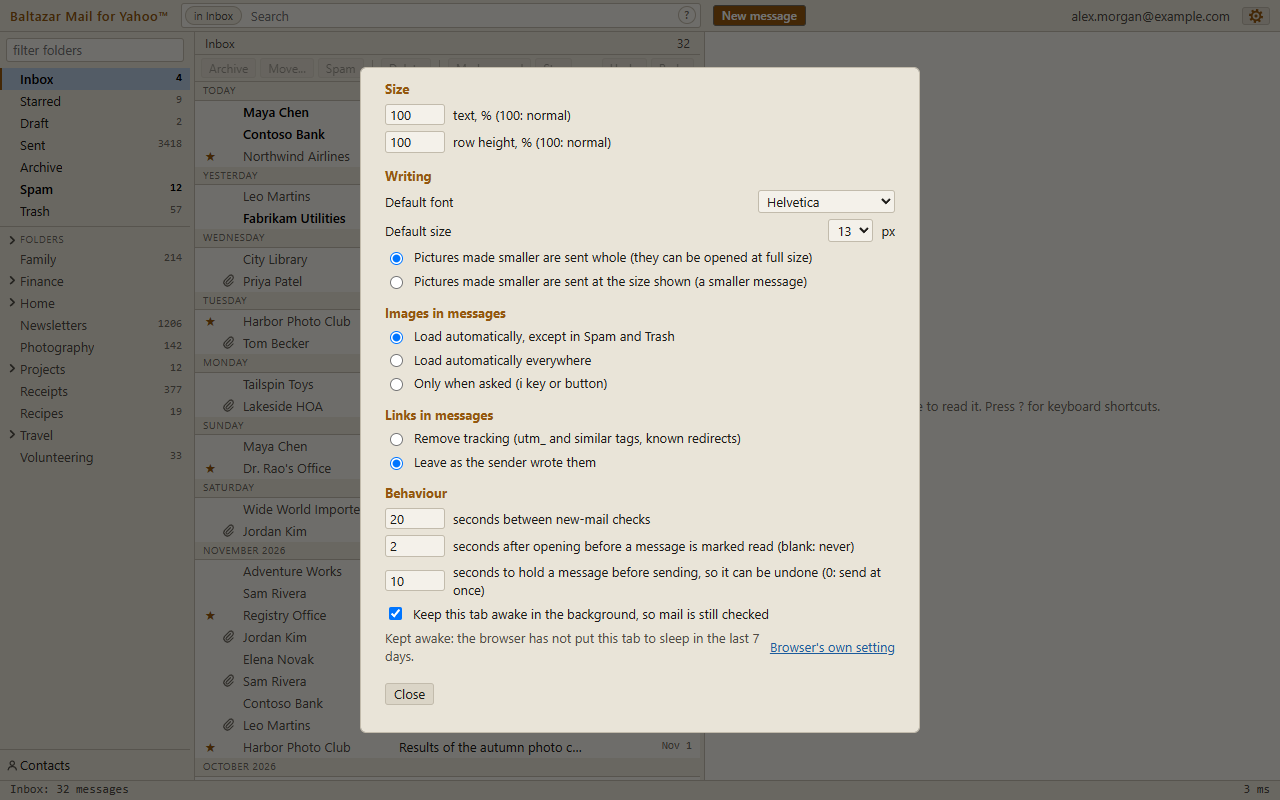 Baltazar Mail for Yahoo™
in Inbox Search ?
New message
alex.morgan@example.com
filter folders
Inbox 4
Starred 9
Draft 2
Sent 3418
Archive
Spam 12
Trash 57
FOLDERS
Family 214
Finance
Home
Newsletters 1206
Photography 142
Projects 12
Receipts 377
Recipes 19
Travel
Volunteering 33
Contacts
Inbox 32
Archive Move... Spam
TODAY
Maya Chen
Contoso Bank
★ Northwind Airlines
YESTERDAY
Leo Martins
Fabrikam Utilities
WEDNESDAY
City Library
Priya Patel
TUESDAY
★ Harbor Photo Club
Tom Becker
MONDAY
Tailspin Toys
Lakeside HOA
SUNDAY
Maya Chen
★ Dr. Rao's Office
SATURDAY
Wide World Importe
Jordan Kim
NOVEMBER 2026
Adventure Works
Sam Rivera
★ Registry Office
Jordan Kim
Elena Novak
Sam Rivera
Contoso Bank
Leo Martins
★ Harbor Photo Club Results of the autumn photo c... Nov 1
OCTOBER 2026
Size
100 text, % (100: normal)
100 row height, % (100: normal)
Writing
Default font Helvetica
Default size 13 px
Pictures made smaller are sent whole (they can be opened at full size)
Pictures made smaller are sent at the size shown (a smaller message)
Images in messages
Load automatically, except in Spam and Trash
Load automatically everywhere
Only when asked (i key or button)
Links in messages
Remove tracking (utm_ and similar tags, known redirects)
Leave as the sender wrote them
Behaviour
20 seconds between new-mail checks
2 seconds after opening before a message is marked read (blank: never)
10 seconds to hold a message before sending, so it can be undone (0: send at
once)
Keep this tab awake in the background, so mail is still checked
Kept awake: the browser has not put this tab to sleep in the last 7
days.
Browser's own setting
Close
to read it. Press ? for keyboard shortcuts.
Inbox: 32 messages
3 ms